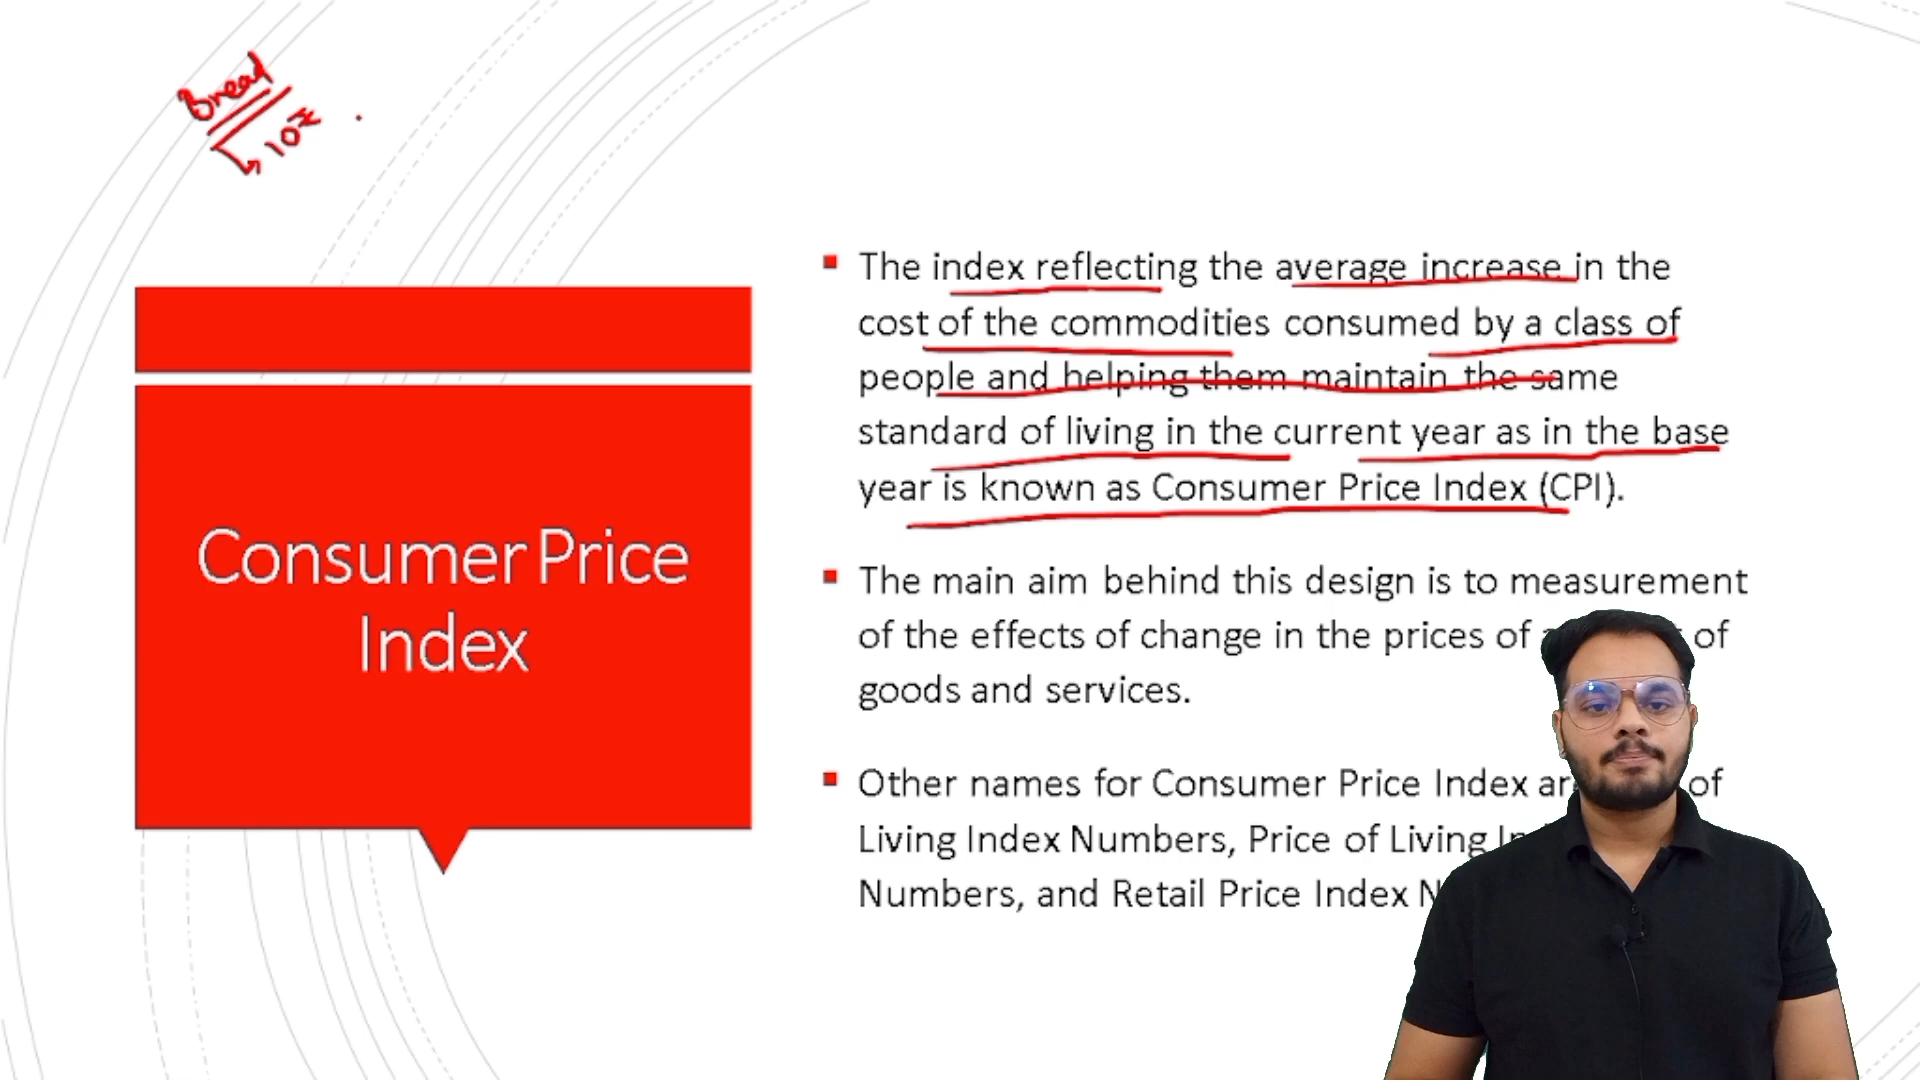 Bread
10₹
Consumer Price
Index
The index reflecting the average increase in the
cost of the commodities consumed by a class of
people and helping them maintain the same
standard of living in the current year as in the base
year is known as Consumer Price Index (CPI).
The main aim behind this design is to measurement
of the effects of change in the prices of of
goods and services.
Other names for Consumer Price Index of
Living Index Numbers, Price of Living
Numbers, and Retail Price Index